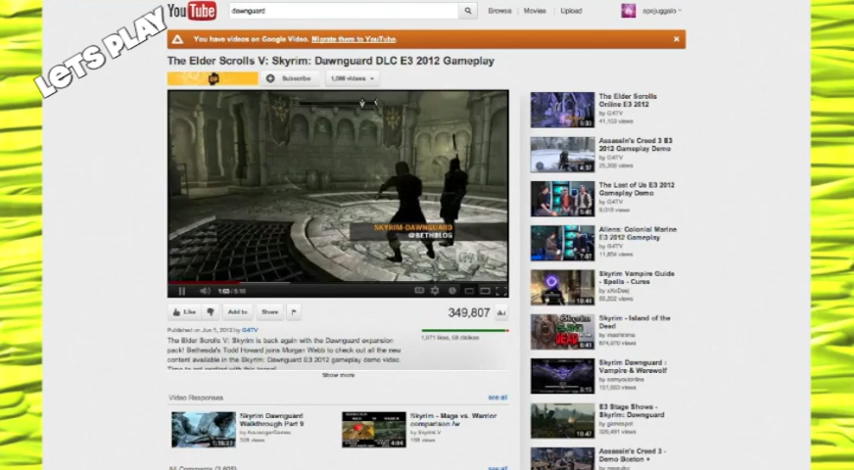 LETS PLAY
YouTube
dawnguard
Browse
Movies
Upload
You have videos on Google Video. Migrate them to YouTube.
The Elder Scrolls V: Skyrim: Dawnguard DLC E3 2012 Gameplay
Subscribe
SKYRIM-DAWNGUARD
@BETHBLOG
Like
Add to
Share
349,807
Published on Jun 5, 2012 by G4TV
The Elder Scrolls V: Skyrim is back again with the Dawnguard expansion
pack! Bethesda's Todd Howard joins Morgan Webb to check out all the new
content available in the Skyrim: Dawnguard E3 2012 gameplay demo video.
Show more
Video Responses
see all
Skyrim Dawnguard
Walkthrough Part 9
Skyrim - Mage vs. Warrior
comparison /w
The Elder Scrolls
Online E3 2012
by G4TV
Assassin's Creed 3 E3
2012 Gameplay Demo
by G4TV
The Last of Us E3 2012
Gameplay Demo
by G4TV
Aliens: Colonial Marine
E3 2012 Gameplay
by G4TV
Skyrim Vampire Guide
- Spells - Cures
Skyrim - Island of the
Dead
by machinima
Skyrim Dawnguard :
Vampire & Werewolf
E3 Stage Shows -
Skyrim: Dawnguard
by gamespot
Assassin's Creed 3 -
Demo Boston +
see all